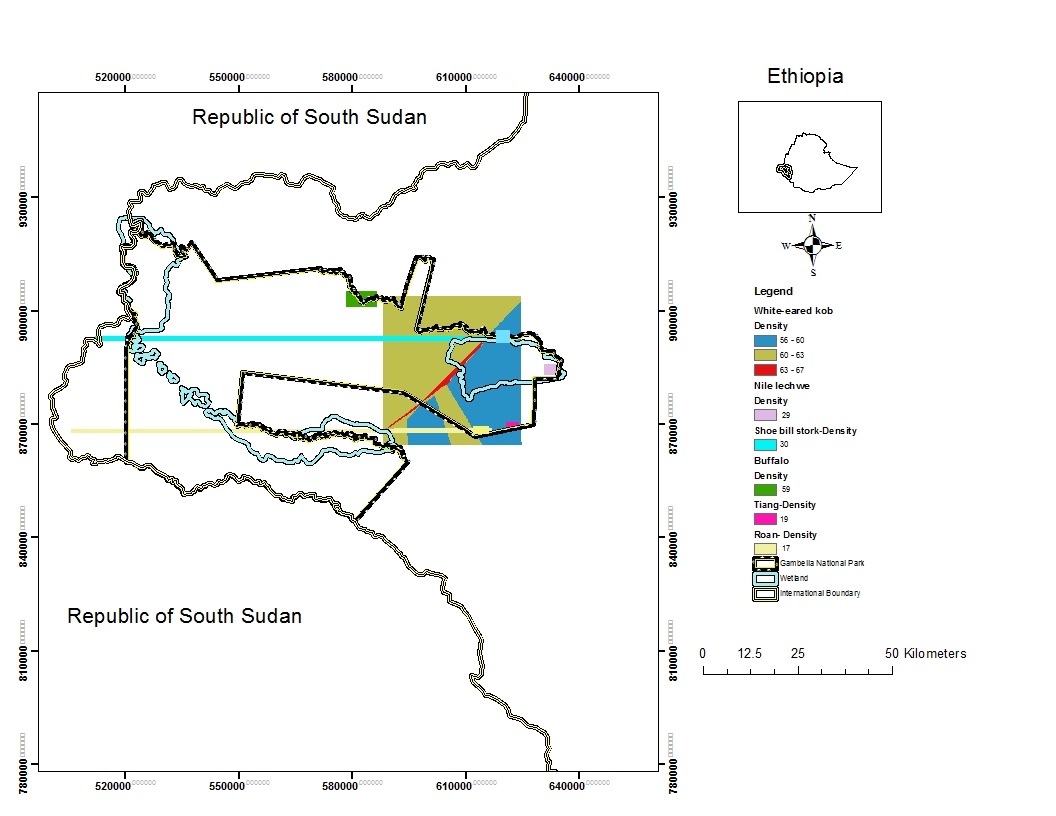 Ethiopia
520000 550000 580000 610000 640000
Republic of South Sudan
930000
930000
900000
900000
870000
870000
840000
840000
810000
810000
780000
780000
Republic of South Sudan
520000 550000 580000 610000 640000
N
W E
S
Legend
White-eared kob
Density
56 - 60
60 - 63
63 - 67
Nile lechwe
Density
29
Shoe bill stork-Density
30
Buffalo
Density
59
Tiang-Density
19
Roan- Density
17
Gambella National Park
Wetland
International Boundary
0 12.5 25 50 Kilometers